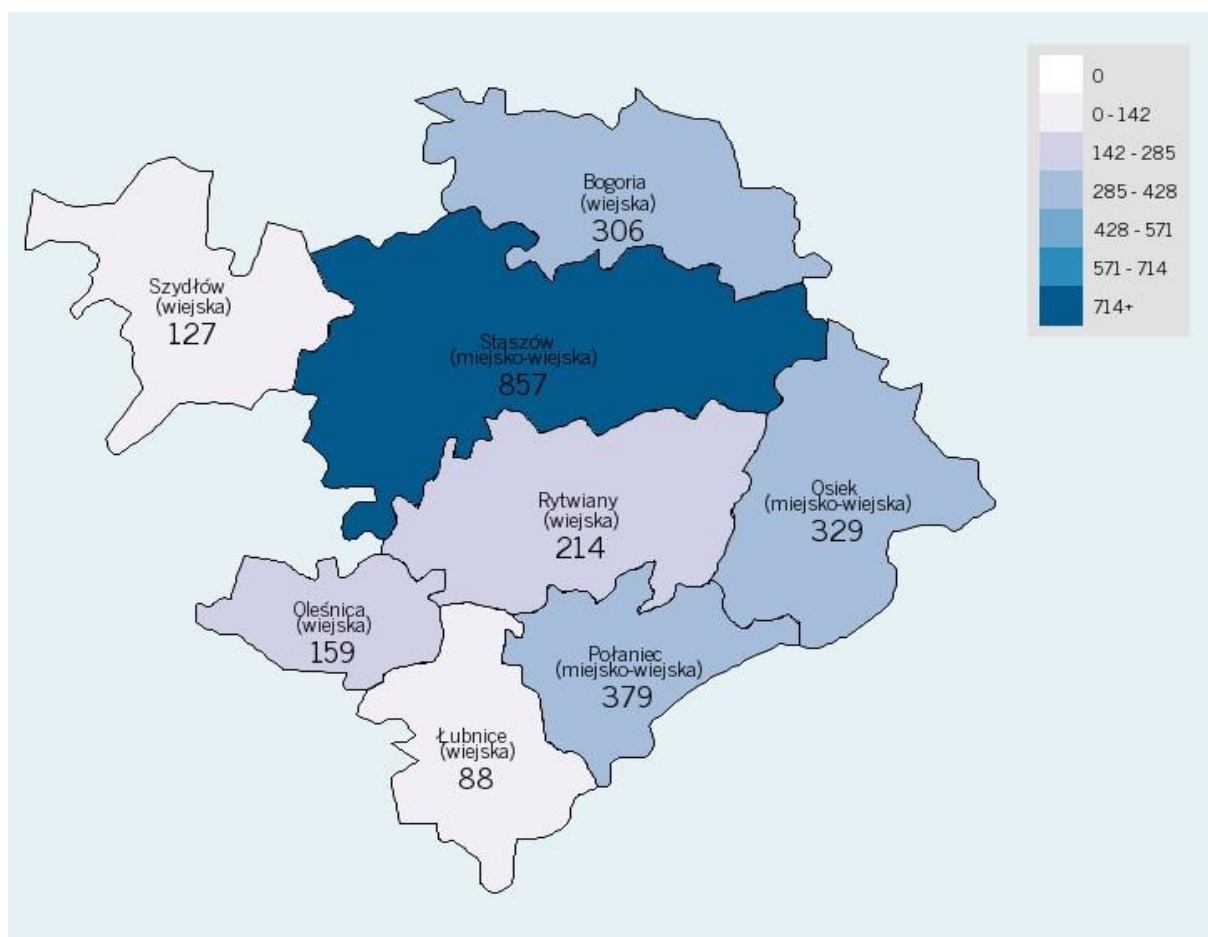 0
0 - 142
142 - 285
285 - 428
428 - 571
571 - 714
714+
Bogoria
(wiejska)
306
Szydłów
(wiejska)
127
Staszów
(miejsko-wiejska)
857
Rytwiany
(wiejska)
214
Osiek
(miejsko-wiejska)
329
Oleśnica
(wiejska)
159
Połaniec
(miejsko-wiejska)
379
Łubnice
(wiejska)
88